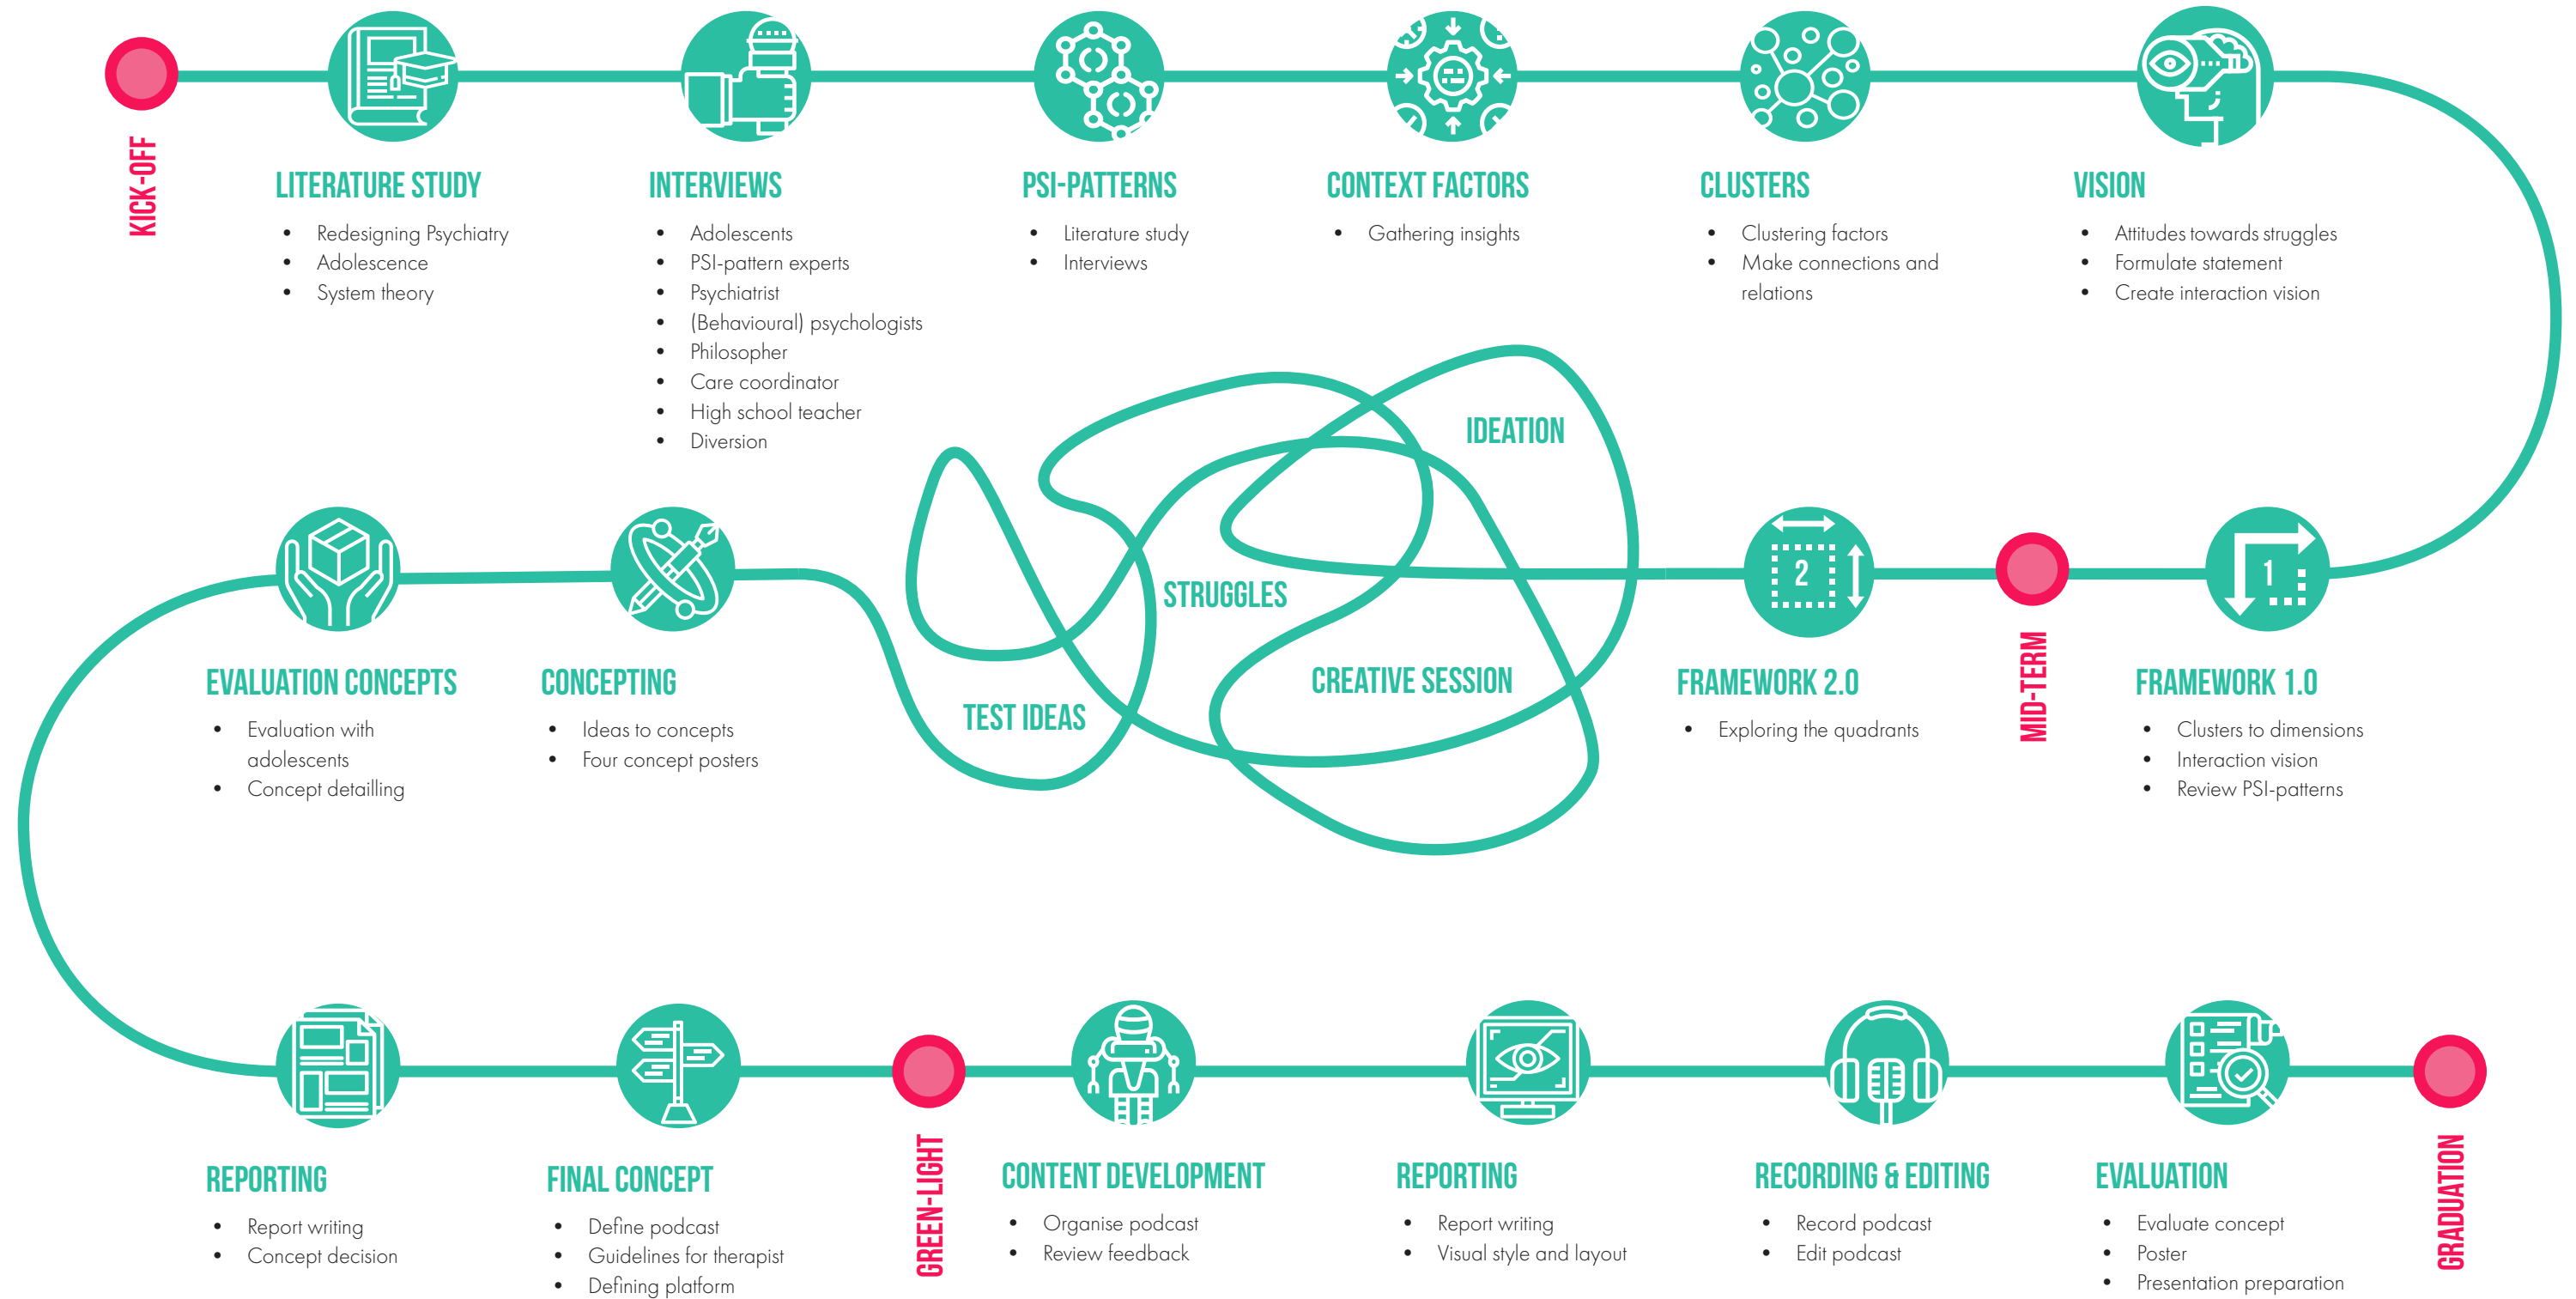 KICK-OFF
LITERATURE STUDY
• Redesigning Psychiatry
• Adolescence
• System theory
INTERVIEWS
• Adolescents
• PSI-pattern experts
• Psychiatrist
• (Behavioural) psychologists
• Philosopher
• Care coordinator
• High school teacher
• Diversion
PSI-PATTERNS
• Literature study
• Interviews
CONTEXT FACTORS
• Gathering insights
CLUSTERS
• Clustering factors
• Make connections and
relations
VISION
• Attitudes towards struggles
• Formulate statement
• Create interaction vision
1
FRAMEWORK 1.0
• Clusters to dimensions
• Interaction vision
• Review PSI-patterns
MID-TERM
2
FRAMEWORK 2.0
• Exploring the quadrants
IDEATION
STRUGGLES
CREATIVE SESSION
TEST IDEAS
CONCEPTING
• Ideas to concepts
• Four concept posters
EVALUATION CONCEPTS
• Evaluation with
adolescents
• Concept detailling
REPORTING
• Report writing
• Concept decision
FINAL CONCEPT
• Define podcast
• Guidelines for therapist
• Defining platform
GREEN-LIGHT
CONTENT DEVELOPMENT
• Organise podcast
• Review feedback
REPORTING
• Report writing
• Visual style and layout
RECORDING & EDITING
• Record podcast
• Edit podcast
EVALUATION
• Evaluate concept
• Poster
• Presentation preparation
GRADUATION